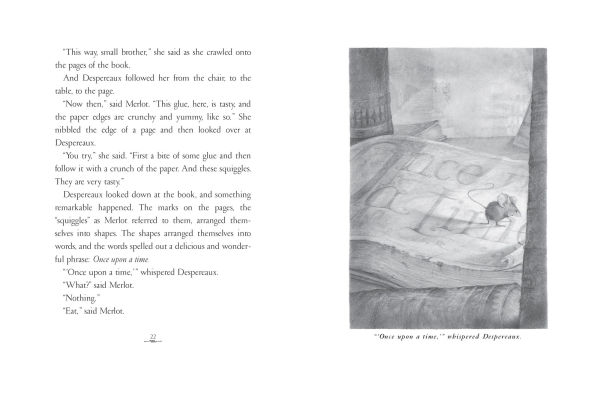 “This way, small brother,” she said as she crawled onto
the pages of the book.
And Despereaux followed her from the chair, to the
table, to the page.
“Now then,” said Merlot. “This glue, here, is tasty, and
the paper edges are crunchy and yummy, like so.” She
nibbled the edge of a page and then looked over at
Despereaux.
“You try,” she said. “First a bite of some glue and then
follow it with a crunch of the paper. And these squiggles.
They are very tasty.”
Despereaux looked down at the book, and something
remarkable happened. The marks on the pages, the
“squiggles” as Merlot referred to them, arranged them-
selves into shapes. The shapes arranged themselves into
words, and the words spelled out a delicious and wonder-
ful phrase: Once upon a time.
“‘Once upon a time,’” whispered Despereaux.
“What?” said Merlot.
“Nothing.”
“Eat,” said Merlot.
22
“‘Once upon a time,’” whispered Despereaux.